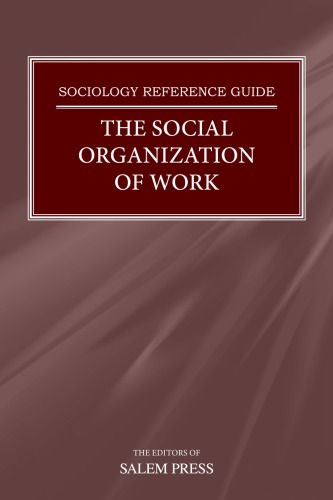 SOCIOLOGY REFERENCE GUIDE
THE SOCIAL
ORGANIZATION
OF WORK
THE EDITORS OF
SALEM PRESS